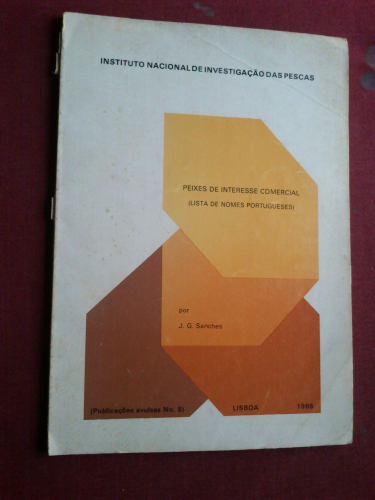 INSTITUTO NACIONAL DE INVESTIGAÇÃO DAS PESCAS
PEIXES DE INTERESSE COMERCIAL
(LISTA DE NOMES PORTUGUESES)
por
J. G. Sanches
(Publicações avulsas No. 8)
LISBOA